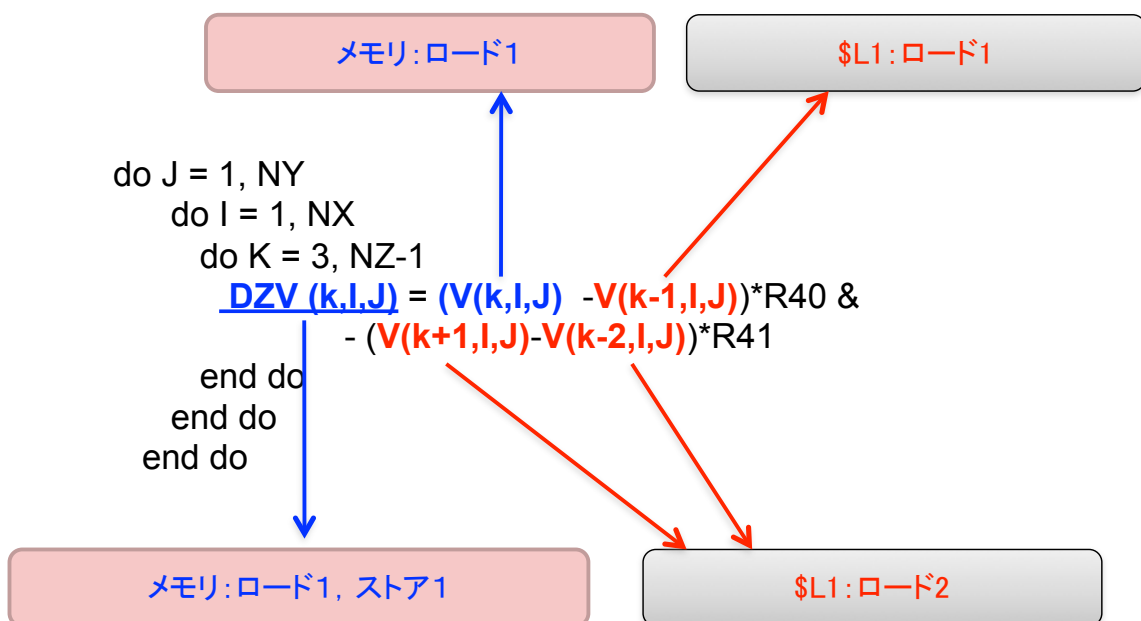 メモリ:ロード1
$L1:ロード1
do J = 1, NY
do I = 1, NX
do K = 3, NZ-1
DZV (k,I,J) = (V(k,I,J) -V(k-1,I,J))*R40 &
- (V(k+1,I,J)-V(k-2,I,J))*R41
end do
end do
end do
メモリ:ロード1, ストア1
$L1:ロード2